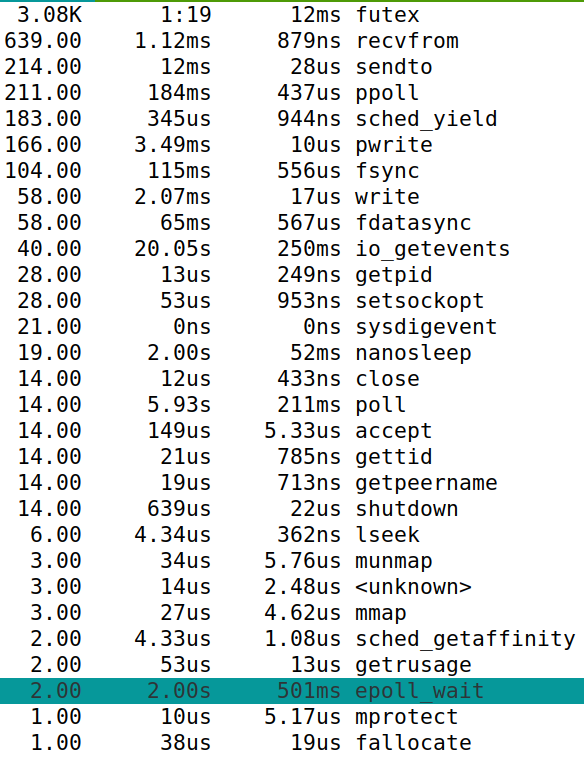 3.08K 1:19 12ms futex
639.00 1.12ms 879ns recvfrom
214.00 12ms 28us sendto
211.00 184ms 437us ppoll
183.00 345us 944ns sched_yield
166.00 3.49ms 10us pwrite
104.00 115ms 556us fsync
58.00 2.07ms 17us write
58.00 65ms 567us fdatasync
40.00 20.05s 250ms io_getevents
28.00 13us 249ns getpid
28.00 53us 953ns setsockopt
21.00 0ns 0ns sysdigevent
19.00 2.00s 52ms nanosleep
14.00 12us 433ns close
14.00 5.93s 211ms poll
14.00 149us 5.33us accept
14.00 21us 785ns gettid
14.00 19us 713ns getpeername
14.00 639us 22us shutdown
6.00 4.34us 362ns lseek
3.00 34us 5.76us munmap
3.00 14us 2.48us <unknown>
3.00 27us 4.62us mmap
2.00 4.33us 1.08us sched_getaffinity
2.00 53us 13us getrusage
2.00 2.00s 501ms epoll_wait
1.00 10us 5.17us mprotect
1.00 38us 19us fallocate